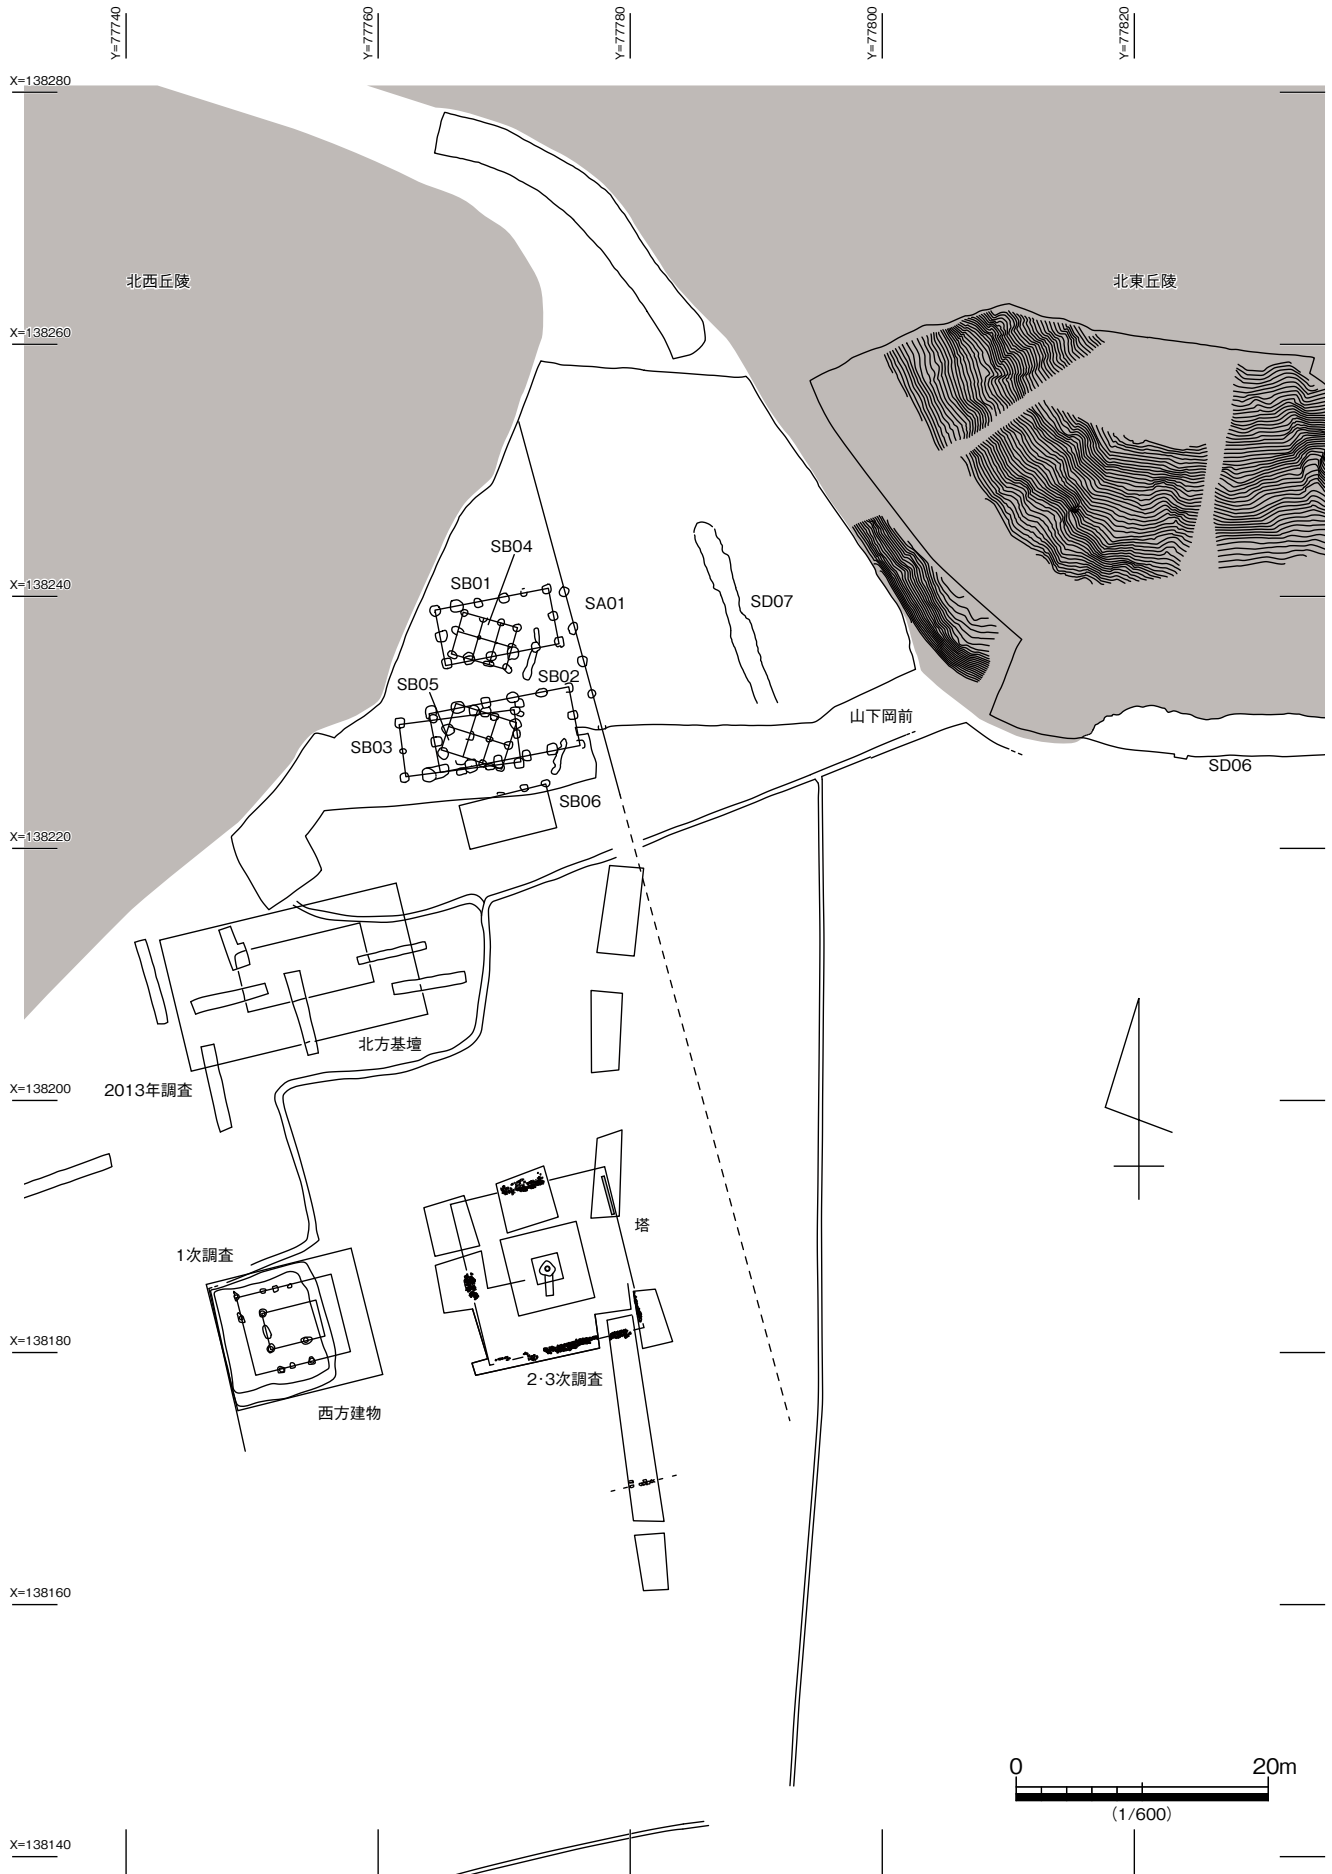 Y=77740
Y=77760
Y=77780
Y=77800
Y=77820
X=138280
北西丘陵
北東丘陵
X=138260
SB04
SB01
X=138240
SA01
SD07
SB02
SB05
山下岡前
SB03
SD06
SB06
X=138220
北方基壇
2013年調査
X=138200
塔
1次調査
X=138180
2・3次調査
西方建物
X=138160
0 20m
(1/600)
X=138140